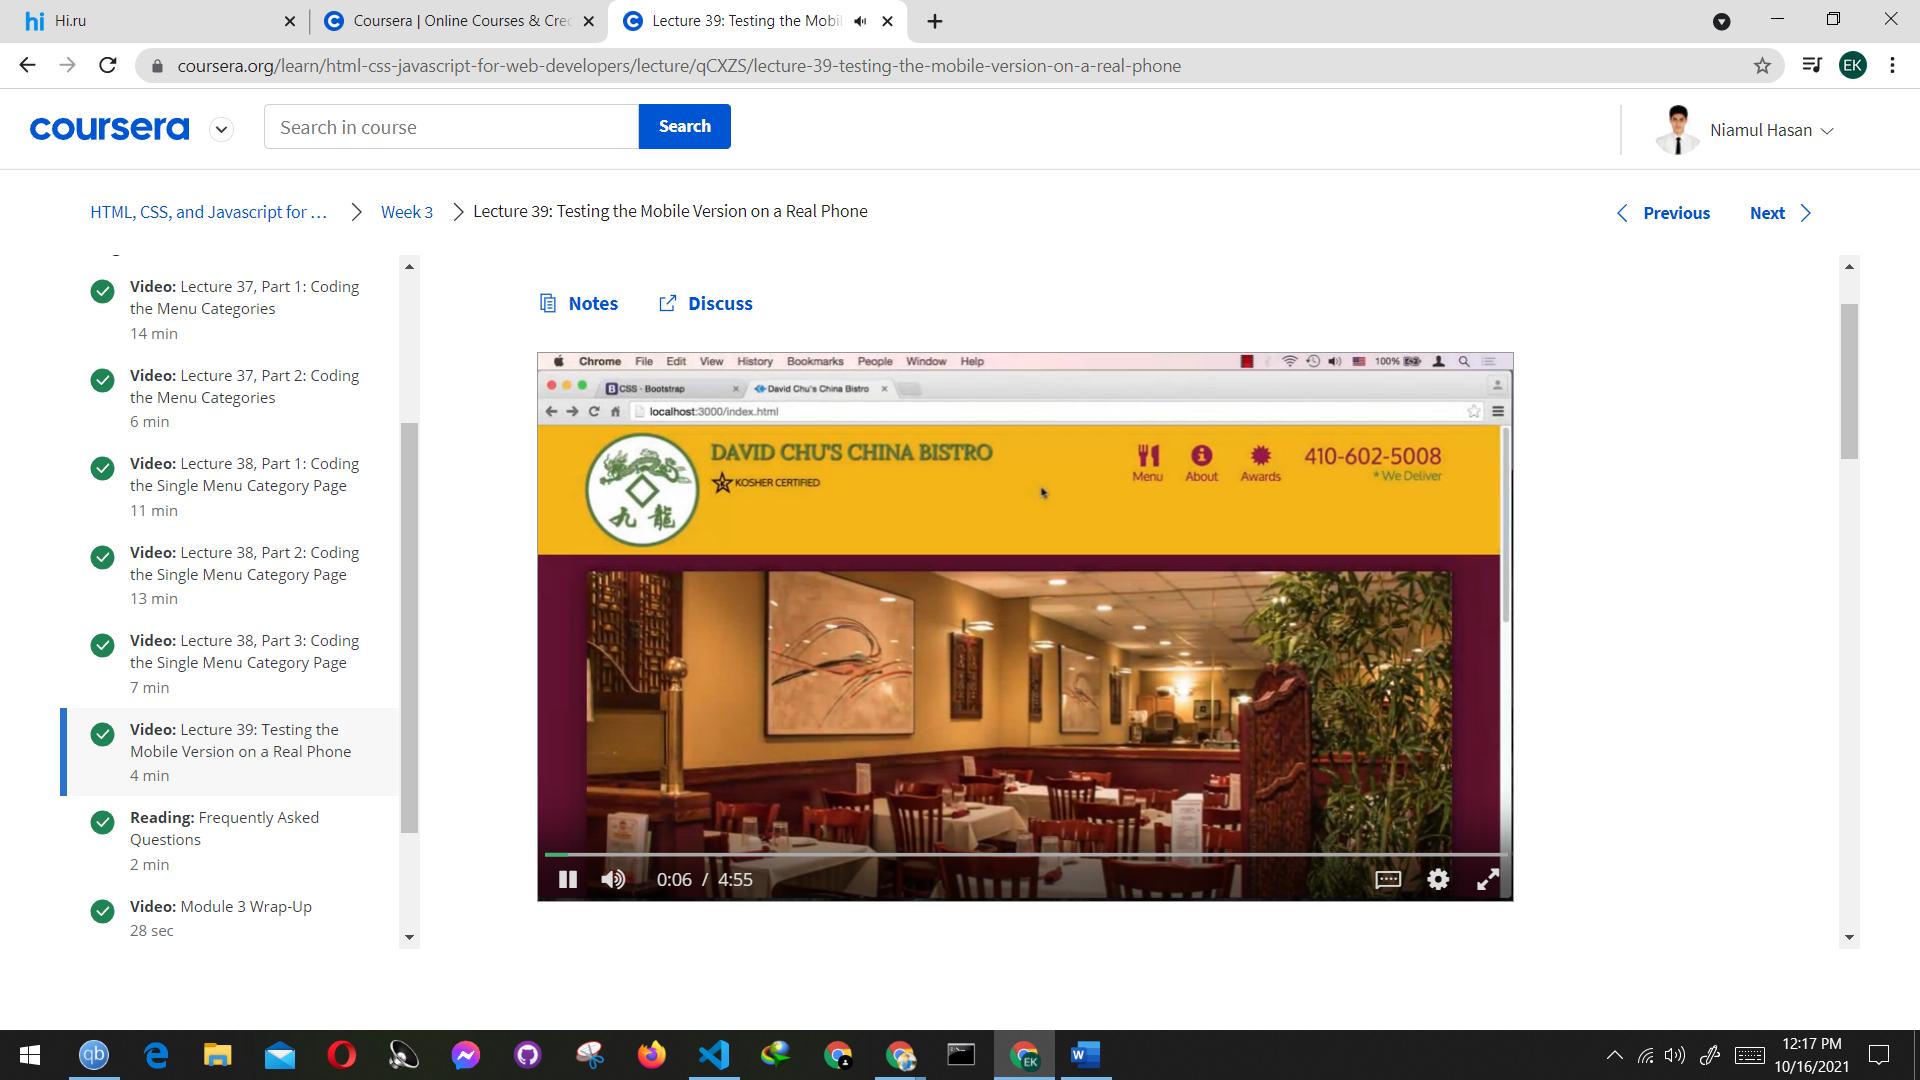 hi Hi.ru
Coursera | Online Courses & Cre
Lecture 39: Testing the Mobil
coursera.org/learn/html-css-javascript-for-web-developers/lecture/qCXZS/lecture-39-testing-the-mobile-version-on-a-real-phone
EK
coursera
Search in course
Search
Niamul Hasan
HTML, CSS, and Javascript for ...
Week 3
Lecture 39: Testing the Mobile Version on a Real Phone
Previous
Next
Video: Lecture 37, Part 1: Coding
the Menu Categories
14 min
Video: Lecture 37, Part 2: Coding
the Menu Categories
6 min
Video: Lecture 38, Part 1: Coding
the Single Menu Category Page
11 min
Video: Lecture 38, Part 2: Coding
the Single Menu Category Page
13 min
Video: Lecture 38, Part 3: Coding
the Single Menu Category Page
7 min
Video: Lecture 39: Testing the
Mobile Version on a Real Phone
4 min
Reading: Frequently Asked
Questions
2 min
Video: Module 3 Wrap-Up
28 sec
Notes
Discuss
Chrome File Edit View History Bookmarks People Window Help
100%
B CSS · Bootstrap
David Chu's China Bistro
localhost:3000/index.html
DAVID CHU'S CHINA BISTRO
KOSHER CERTIFIED
九 龍
Menu
About
Awards
410-602-5008
* We Deliver
0:06 / 4:55
qb
EK
W
12:17 PM
10/16/2021